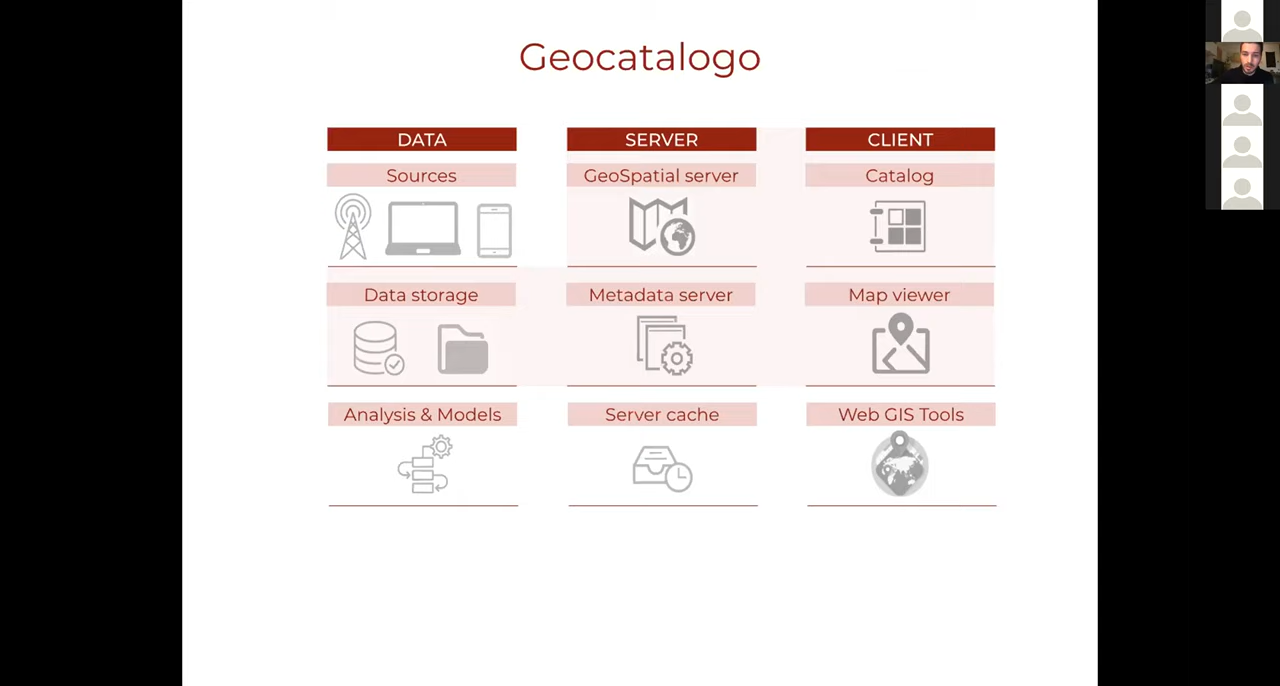 Geocatalogo
DATA
SERVER
CLIENT
Sources
GeoSpatial server
Catalog
Data storage
Metadata server
Map viewer
Analysis & Models
Server cache
Web GIS Tools